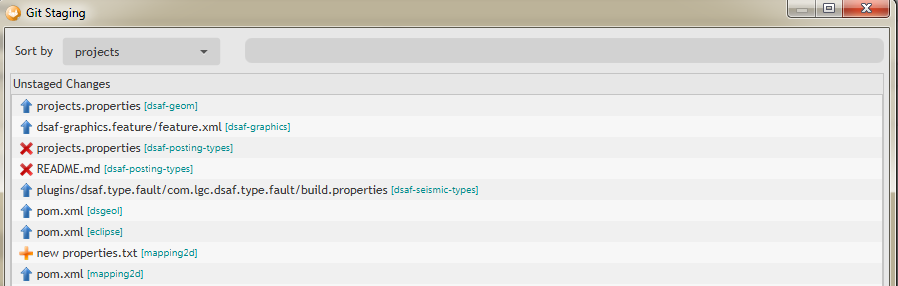 Git Staging
Sort by projects
Unstaged Changes
projects.properties [dsaf-geom]
dsaf-graphics.feature/feature.xml [dsaf-graphics]
projects.properties [dsaf-posting-types]
README.md [dsaf-posting-types]
plugins/dsaf.type.fault/com.lgc.dsaf.type.fault/build.properties [dsaf-seismic-types]
pom.xml [dsgeol]
pom.xml [eclipse]
new properties.txt [mapping2d]
pom.xml [mapping2d]